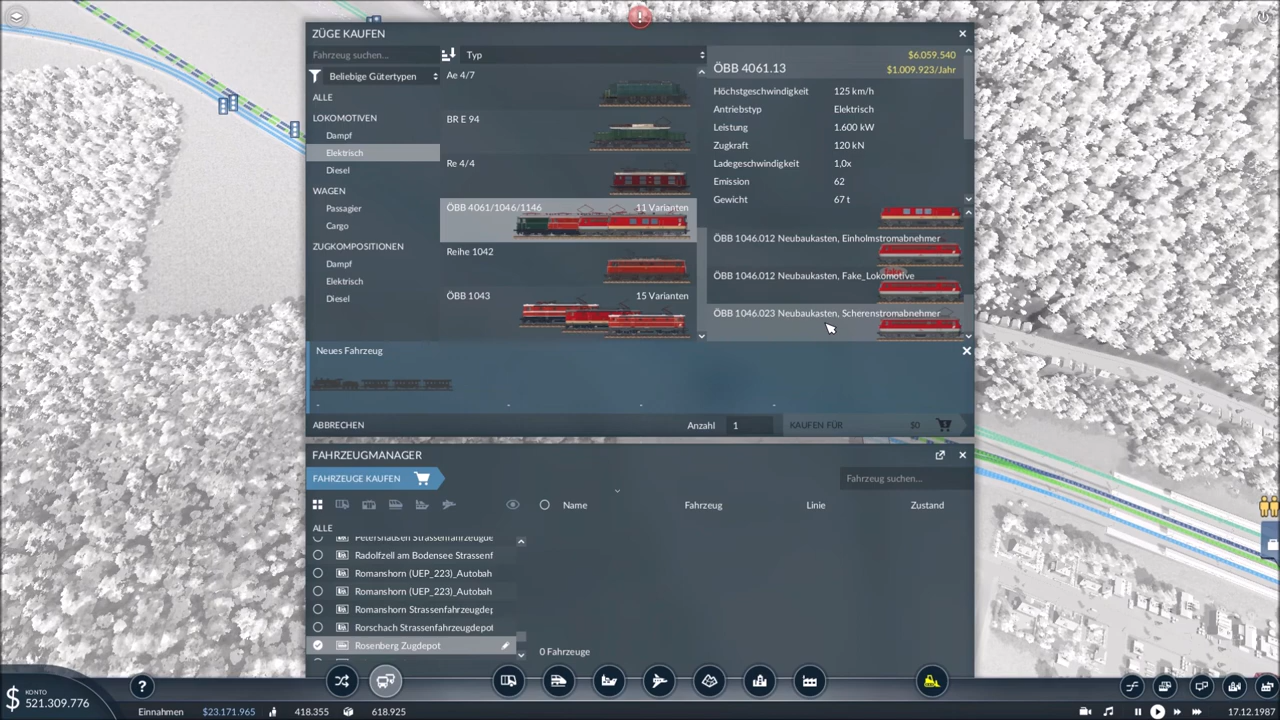 ZÜGE KAUFEN
Fahrzeug suchen...
Typ
Beliebige Gütertypen
ALLE
LOKOMOTIVEN
Dampf
Elektrisch
Diesel
WAGEN
Passagier
Cargo
ZUGKOMPOSITIONEN
Dampf
Elektrisch
Diesel
Ae 4/7
BR E 94
Re 4/4
ÖBB 4061/1046/1146 11 Varianten
Reihe 1042
ÖBB 1043 15 Varianten
$6.059.540
ÖBB 4061.13 $1.009.923/Jahr
Höchstgeschwindigkeit 125 km/h
Antriebstyp Elektrisch
Leistung 1.600 kW
Zugkraft 120 kN
Ladegeschwindigkeit 1,0x
Emission 62
Gewicht 67 t
ÖBB 1046.012 Neubaukasten, Einholmstromabnehmer
ÖBB 1046.012 Neubaukasten, Fake_Lokomotive
ÖBB 1046.023 Neubaukasten, Scherenstromabnehmer
Neues Fahrzeug
- - - -
ABBRECHEN Anzahl 1 KAUFEN FÜR $0
FAHRZEUGMANAGER
FAHRZEUGE KAUFEN Fahrzeug suchen...
Name Fahrzeug Linie Zustand
ALLE
Petershausen Strassenfahrzeugde
Radolfzell am Bodensee Strassenf
Romanshorn (UEP_223)_Autobah
Romanshorn (UEP_223)_Autobah
Romanshorn Strassenfahrzeugdep
Rorschach Strassenfahrzeugdepot
Rosenberg Zugdepot
0 Fahrzeuge
$ KONTO
521.309.776
?
Einnahmen $23.171.965 418.355 618.925 17.12.1987